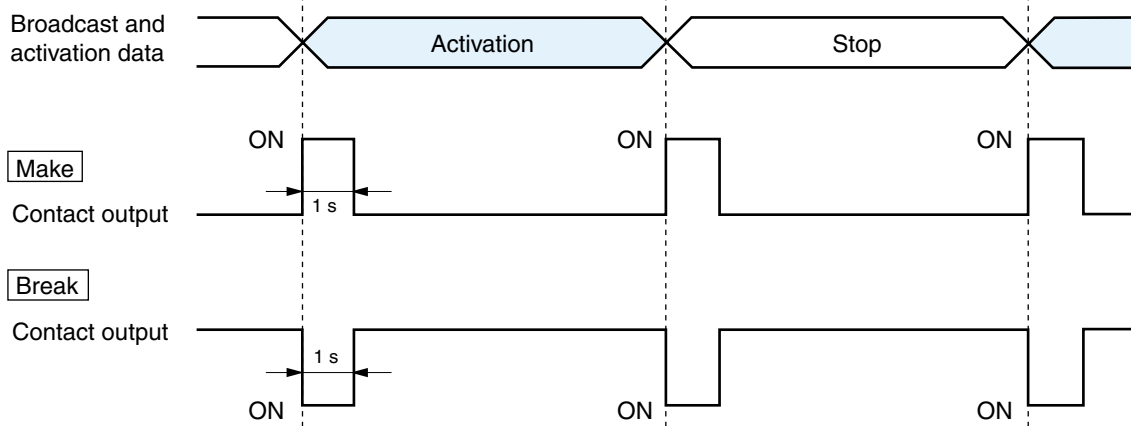 Broadcast and
activation data
Activation
Stop
ON
ON
ON
Make
1 s
Contact output
Break
Contact output
1 s
ON
ON
ON